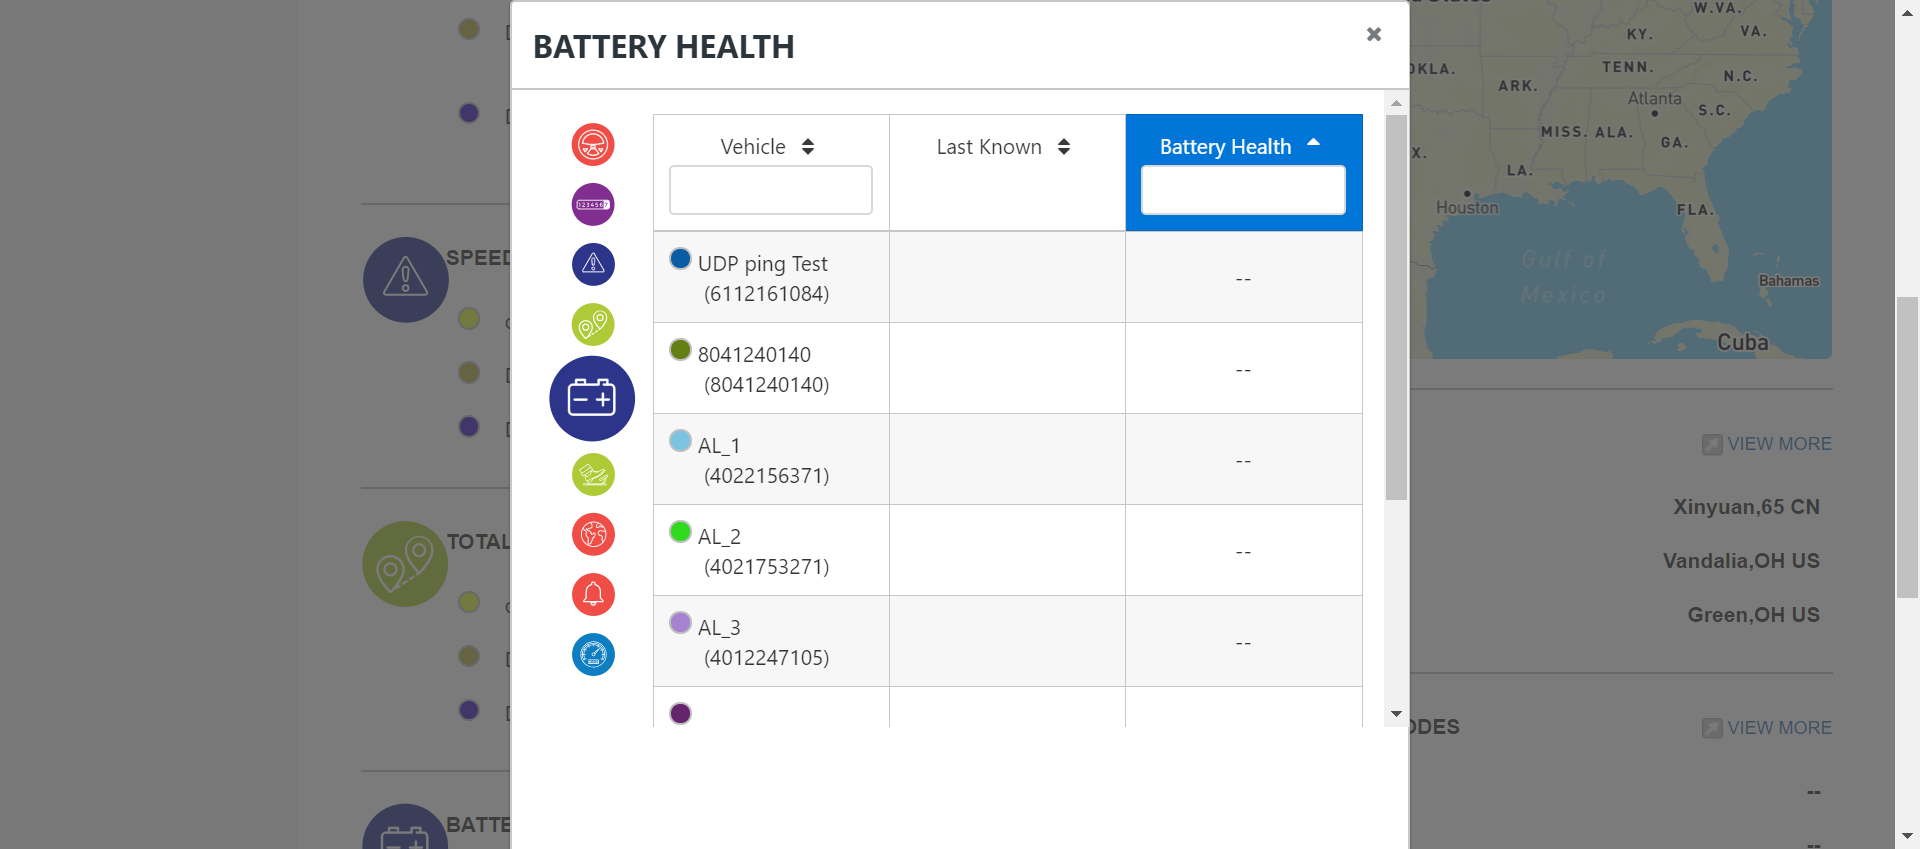 BATTERY HEALTH
Vehicle
Last Known
Battery Health
UDP ping Test
(6112161084)
--
8041240140
(8041240140)
--
AL_1
(4022156371)
--
AL_2
(4021753271)
--
AL_3
(4012247105)
--
1234567
SPEED
TOTAL
BATTE
W.VA.
KY.
VA.
OKLA.
TENN.
N.C.
ARK.
Atlanta
S.C.
MISS.
ALA.
GA.
X.
LA.
Houston
FLA.
Gulf of
Mexico
Bahamas
Cuba
VIEW MORE
Xinyuan,65 CN
Vandalia,OH US
Green,OH US
ODES
VIEW MORE
--
--